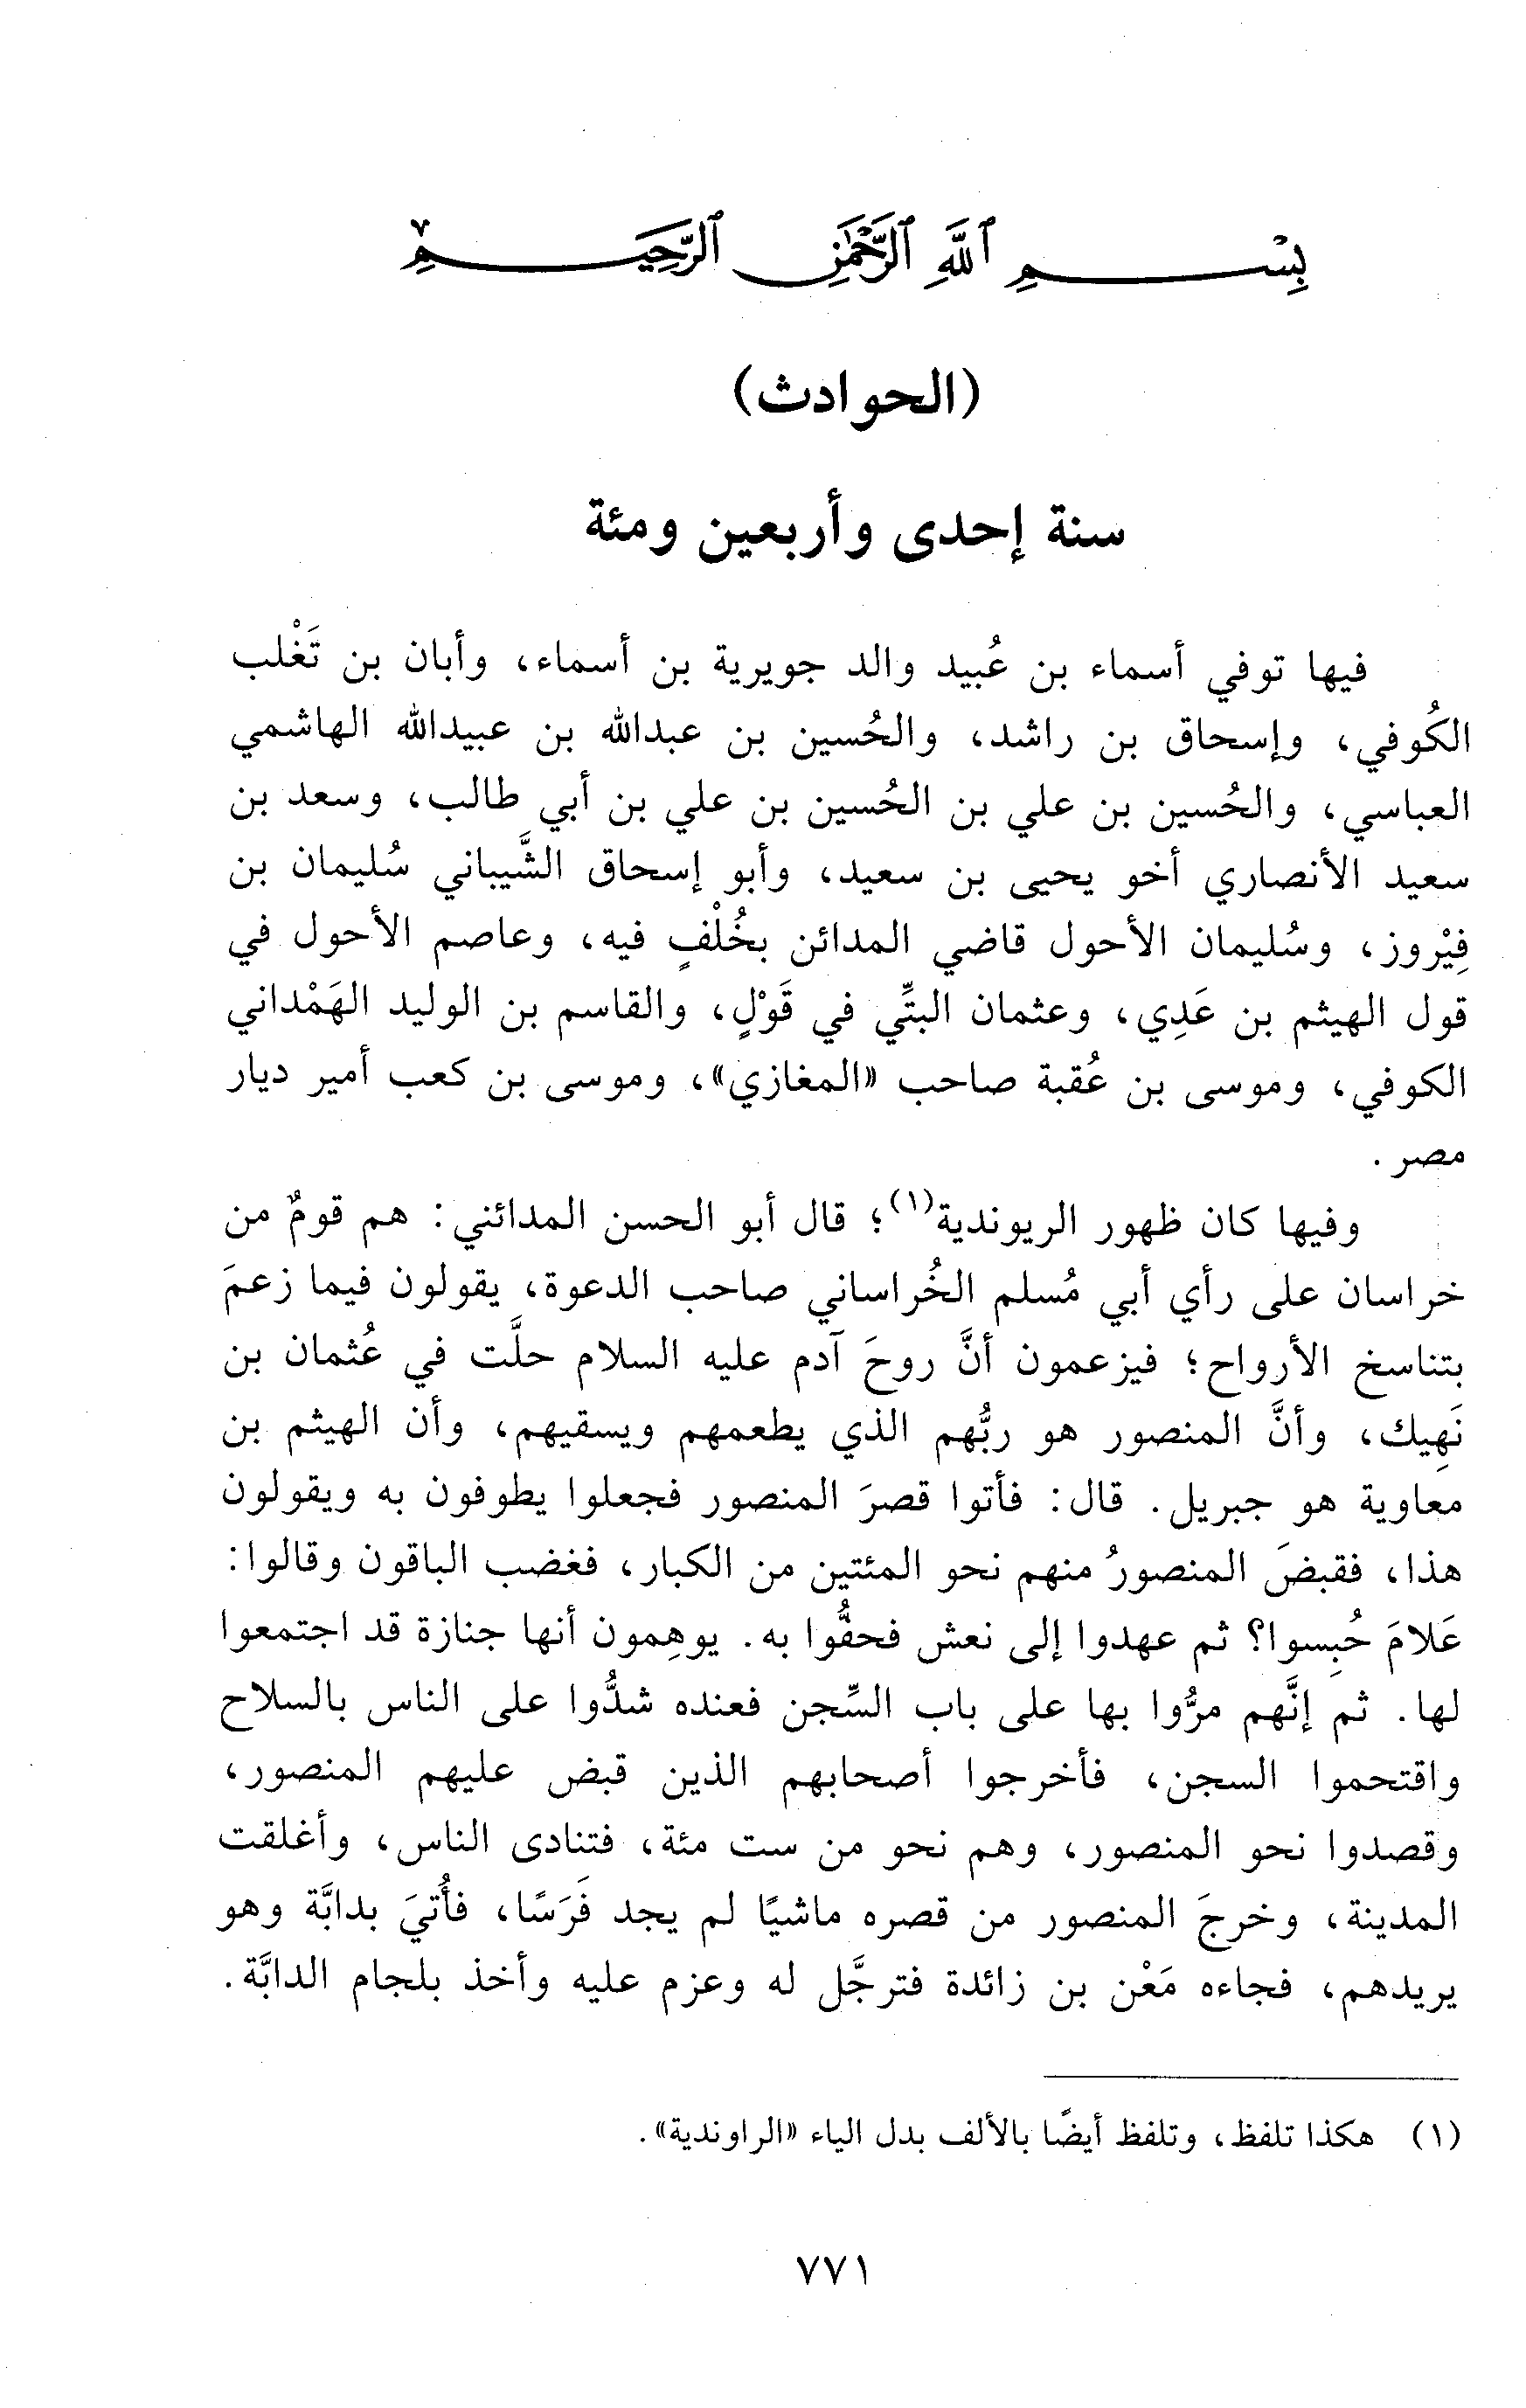 بِسْمِ ٱللَّهِ ٱلرَّحْمَٰنِ ٱلرَّحِيمِ
(الحوادث)
سنة إحدى وأربعين ومئة
فيها توفي أسماء بن عُبيد والد جويرية بن أسماء، وأبان بن تَغْلب
الكُوفي، وإسحاق بن راشد، والحُسين بن عبدالله بن عبيدالله الهاشمي
العباسي، والحُسين بن علي بن الحُسين بن علي بن أبي طالب، وسعد بن
سعيد الأنصاري أخو يحيى بن سعيد، وأبو إسحاق الشَّيباني سُليمان بن
فِيْروز، وسُليمان الأحول قاضي المدائن بخُلْفٍ فيه، وعاصم الأحول في
قول الهيثم بن عَدِي، وعثمان البتِّي في قَوْلٍ، والقاسم بن الوليد الهَمْداني
الكوفي، وموسى بن عُقبة صاحب «المغازي»، وموسى بن كعب أمير ديار
مصر.
وفيها كان ظهور الريوندية(١)؛ قال أبو الحسن المدائني: هم قومٌ من
خراسان على رأي أبي مُسلم الخُراساني صاحب الدعوة، يقولون فيما زعمَ
بتناسخ الأرواح؛ فيزعمون أنَّ روحَ آدم عليه السلام حلَّت في عُثمان بن
نَهِيك، وأنَّ المنصور هو ربُّهم الذي يطعمهم ويسقيهم، وأن الهيثم بن
معاوية هو جبريل. قال: فأتوا قصرَ المنصور فجعلوا يطوفون به ويقولون
هذا، فقبضَ المنصورُ منهم نحو المئتين من الكبار، فغضب الباقون وقالوا:
عَلامَ حُبِسوا؟ ثم عهدوا إلى نعش فحفُّوا به. يوهِمون أنها جنازة قد اجتمعوا
لها. ثم إنَّهم مرُّوا بها على باب السِّجن فعنده شدُّوا على الناس بالسلاح
واقتحموا السجن، فأخرجوا أصحابهم الذين قبض عليهم المنصور،
وقصدوا نحو المنصور، وهم نحو من ست مئة، فتنادى الناس، وأغلقت
المدينة، وخرجَ المنصور من قصره ماشيًا لم يجد فَرَسًا، فأُتيَ بدابَّة وهو
يريدهم، فجاءه مَعْن بن زائدة فترجَّل له وعزم عليه وأخذ بلجام الدابَّة.
(١) هكذا تلفظ، وتلفظ أيضًا بالألف بدل الياء «الراوندية».
٧٧١